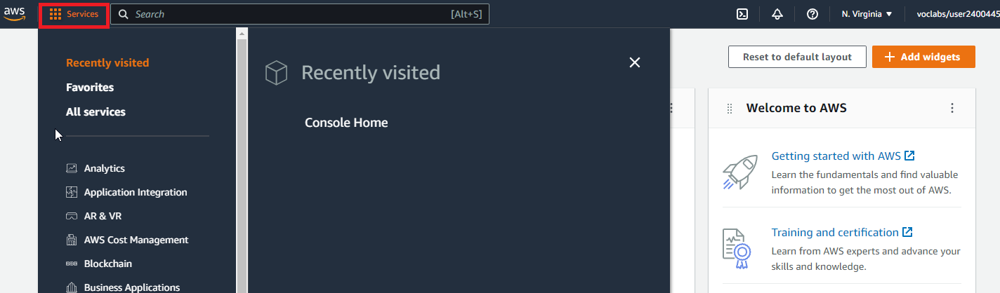 aws
Services
Search
[Alt+S]
N. Virginia
voclabs/user2400445
Recently visited
Favorites
All services
Analytics
Application Integration
AR & VR
AWS Cost Management
Blockchain
Business Applications
Recently visited
Console Home
Reset to default layout
Add widgets
Welcome to AWS
Getting started with AWS
Learn the fundamentals and find valuable
information to get the most out of AWS.
Training and certification
Learn from AWS experts and advance your
skills and knowledge.